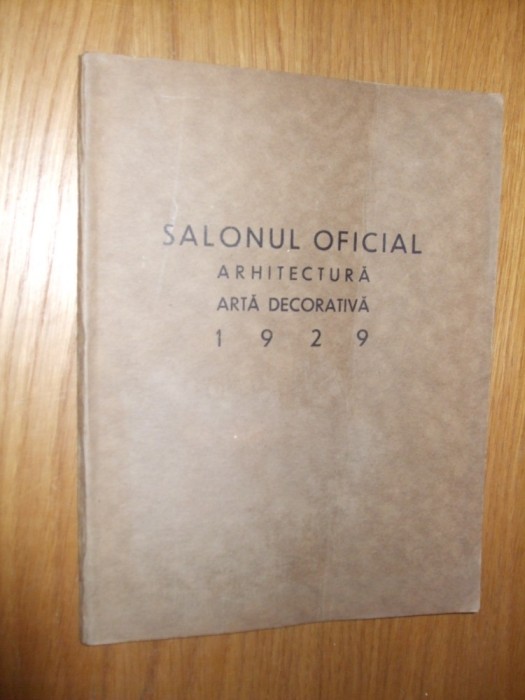 SALONUL OFICIAL
ARHITECTURĂ
ARTĂ DECORATIVĂ
1929